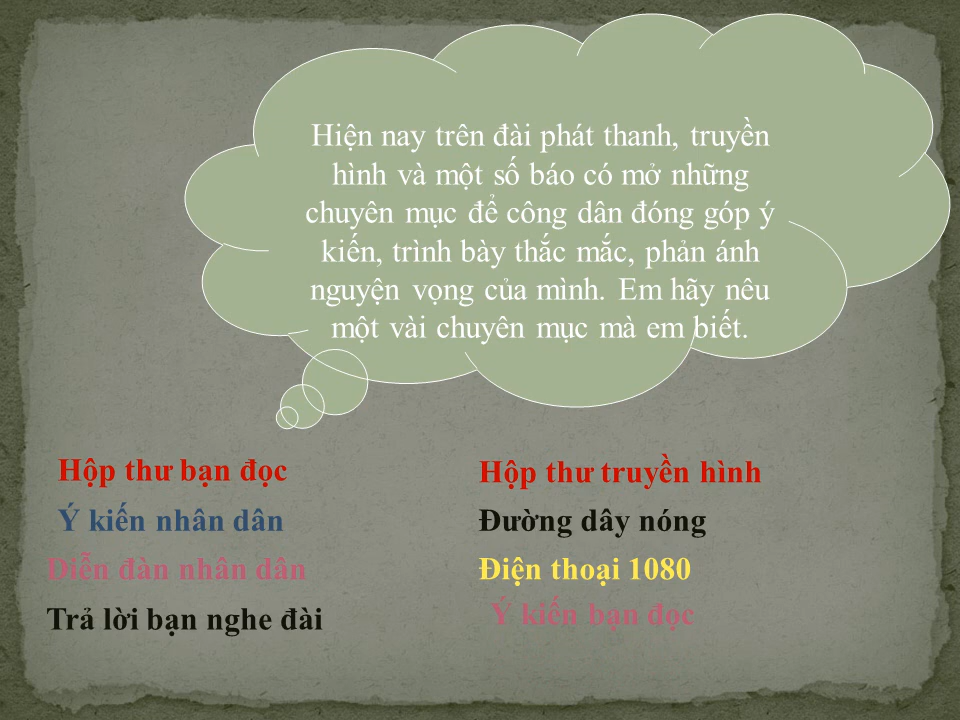 Hiện nay trên đài phát thanh, truyền
hình và một số báo có mở những
chuyên mục để công dân đóng góp ý
kiến, trình bày thắc mắc, phản ánh
nguyện vọng của mình. Em hãy nêu
một vài chuyên mục mà em biết.
Hộp thư bạn đọc
Ý kiến nhân dân
Diễn đàn nhân dân
Trả lời bạn nghe đài
Hộp thư truyền hình
Đường dây nóng
Điện thoại 1080
Ý kiến bạn đọc